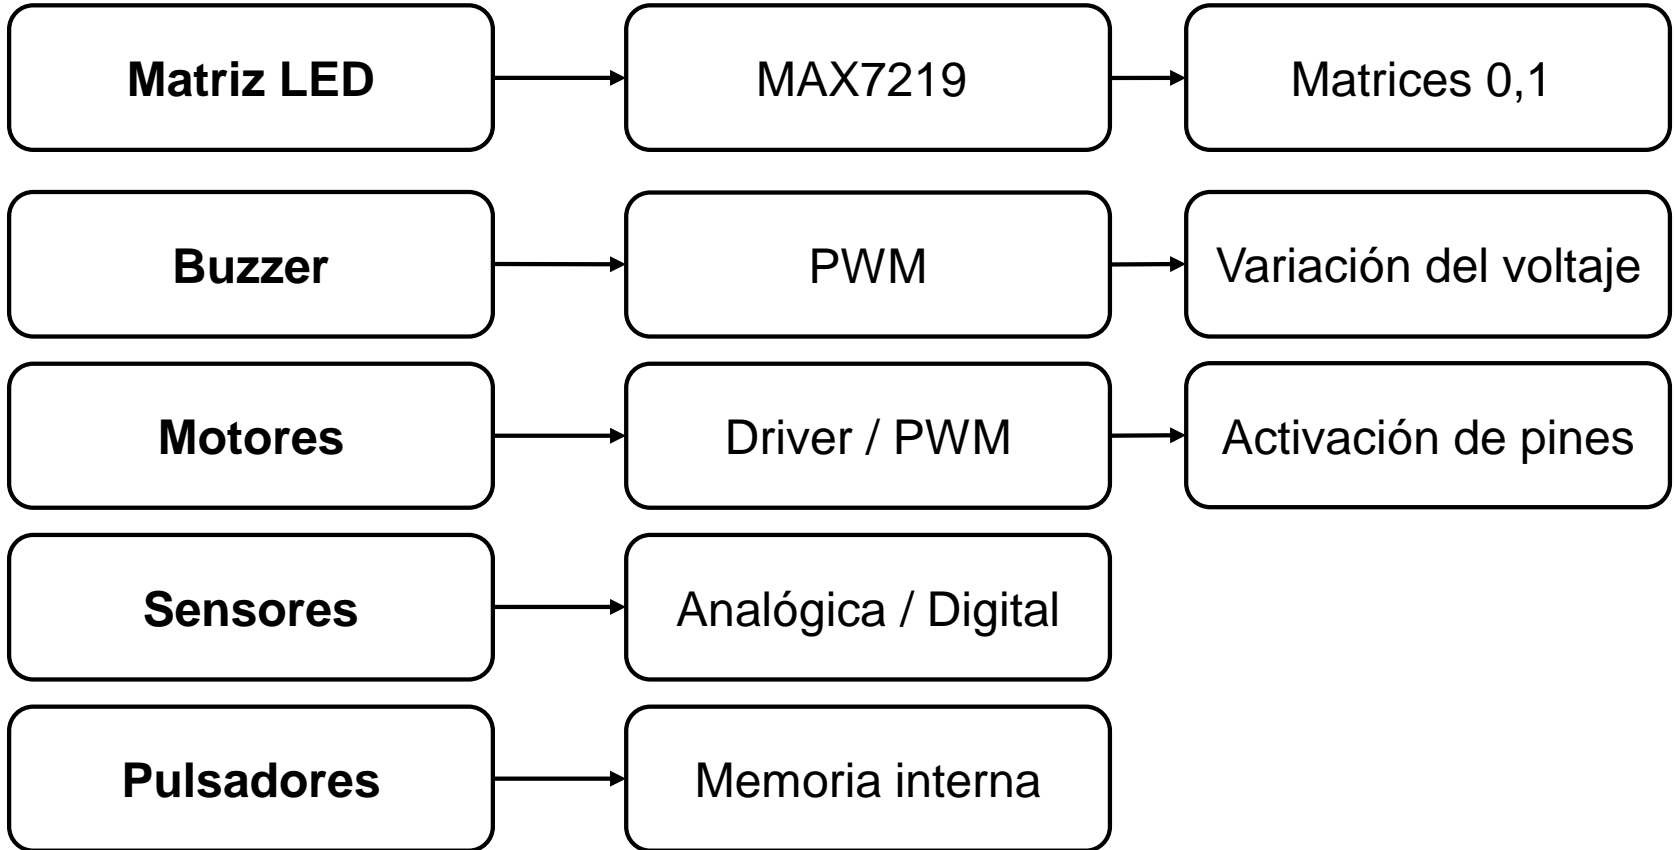 Matriz LED
MAX7219
Matrices 0,1
Buzzer
PWM
Variación del voltaje
Motores
Driver / PWM
Activación de pines
Sensores
Analógica / Digital
Pulsadores
Memoria interna